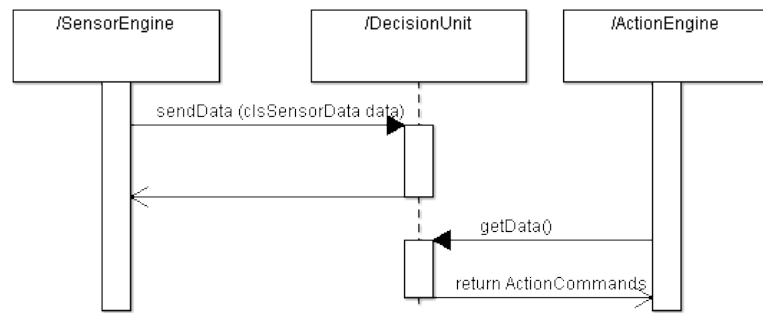 /SensorEngine
/DecisionUnit
/ActionEngine
sendData (clsSensorData data)
getData()
return ActionCommands